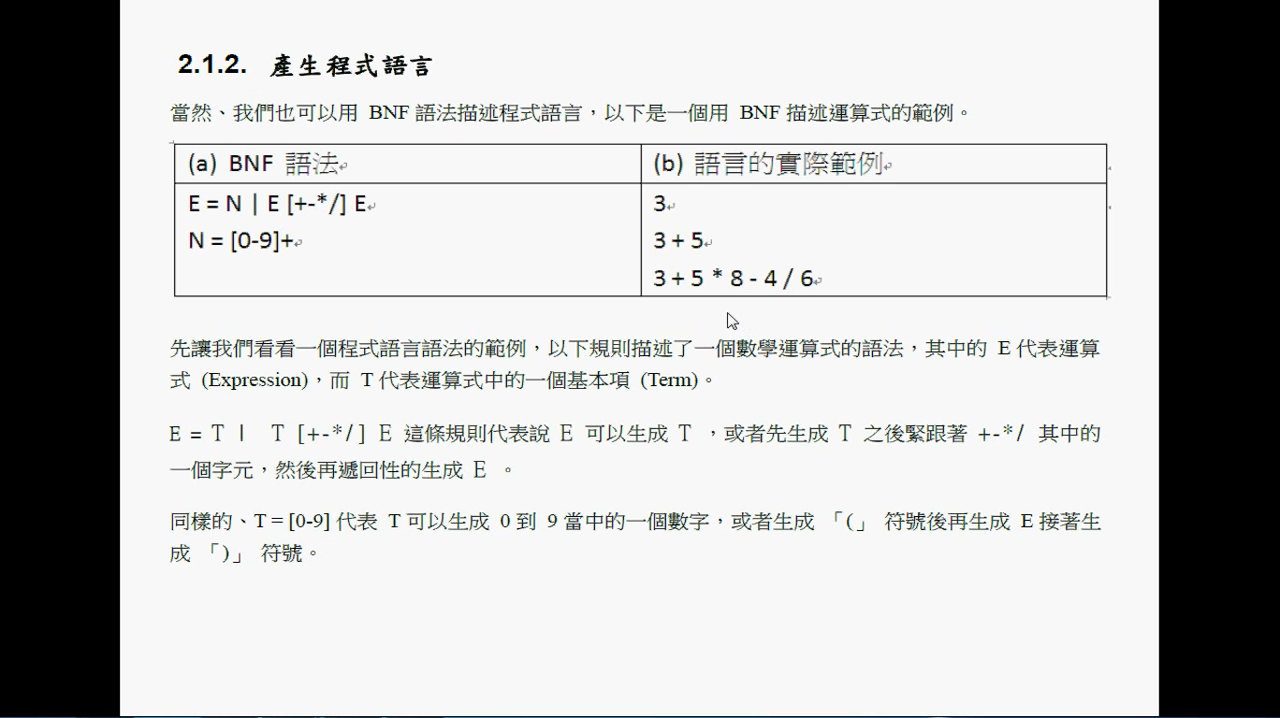 2.1.2. 產生程式語言
當然、我們也可以用 BNF 語法描述程式語言，以下是一個用 BNF 描述運算式的範例。
(a) BNF 語法
(b) 語言的實際範例
E = N | E [+-*/] E
N = [0-9]+
3
3 + 5
3 + 5 * 8 - 4 / 6
先讓我們看看一個程式語言語法的範例，以下規則描述了一個數學運算式的語法，其中的 E 代表運算
式 (Expression)，而 T 代表運算式中的一個基本項 (Term)。
E = T | T [+-*/] E 這條規則代表說 E 可以生成 T ，或者先生成 T 之後緊跟著 +-*/ 其中的
一個字元，然後再遞回性的生成 E 。
同樣的、T = [0-9] 代表 T 可以生成 0 到 9 當中的一個數字，或者生成 「(」 符號後再生成 E 接著生
成 「)」 符號。